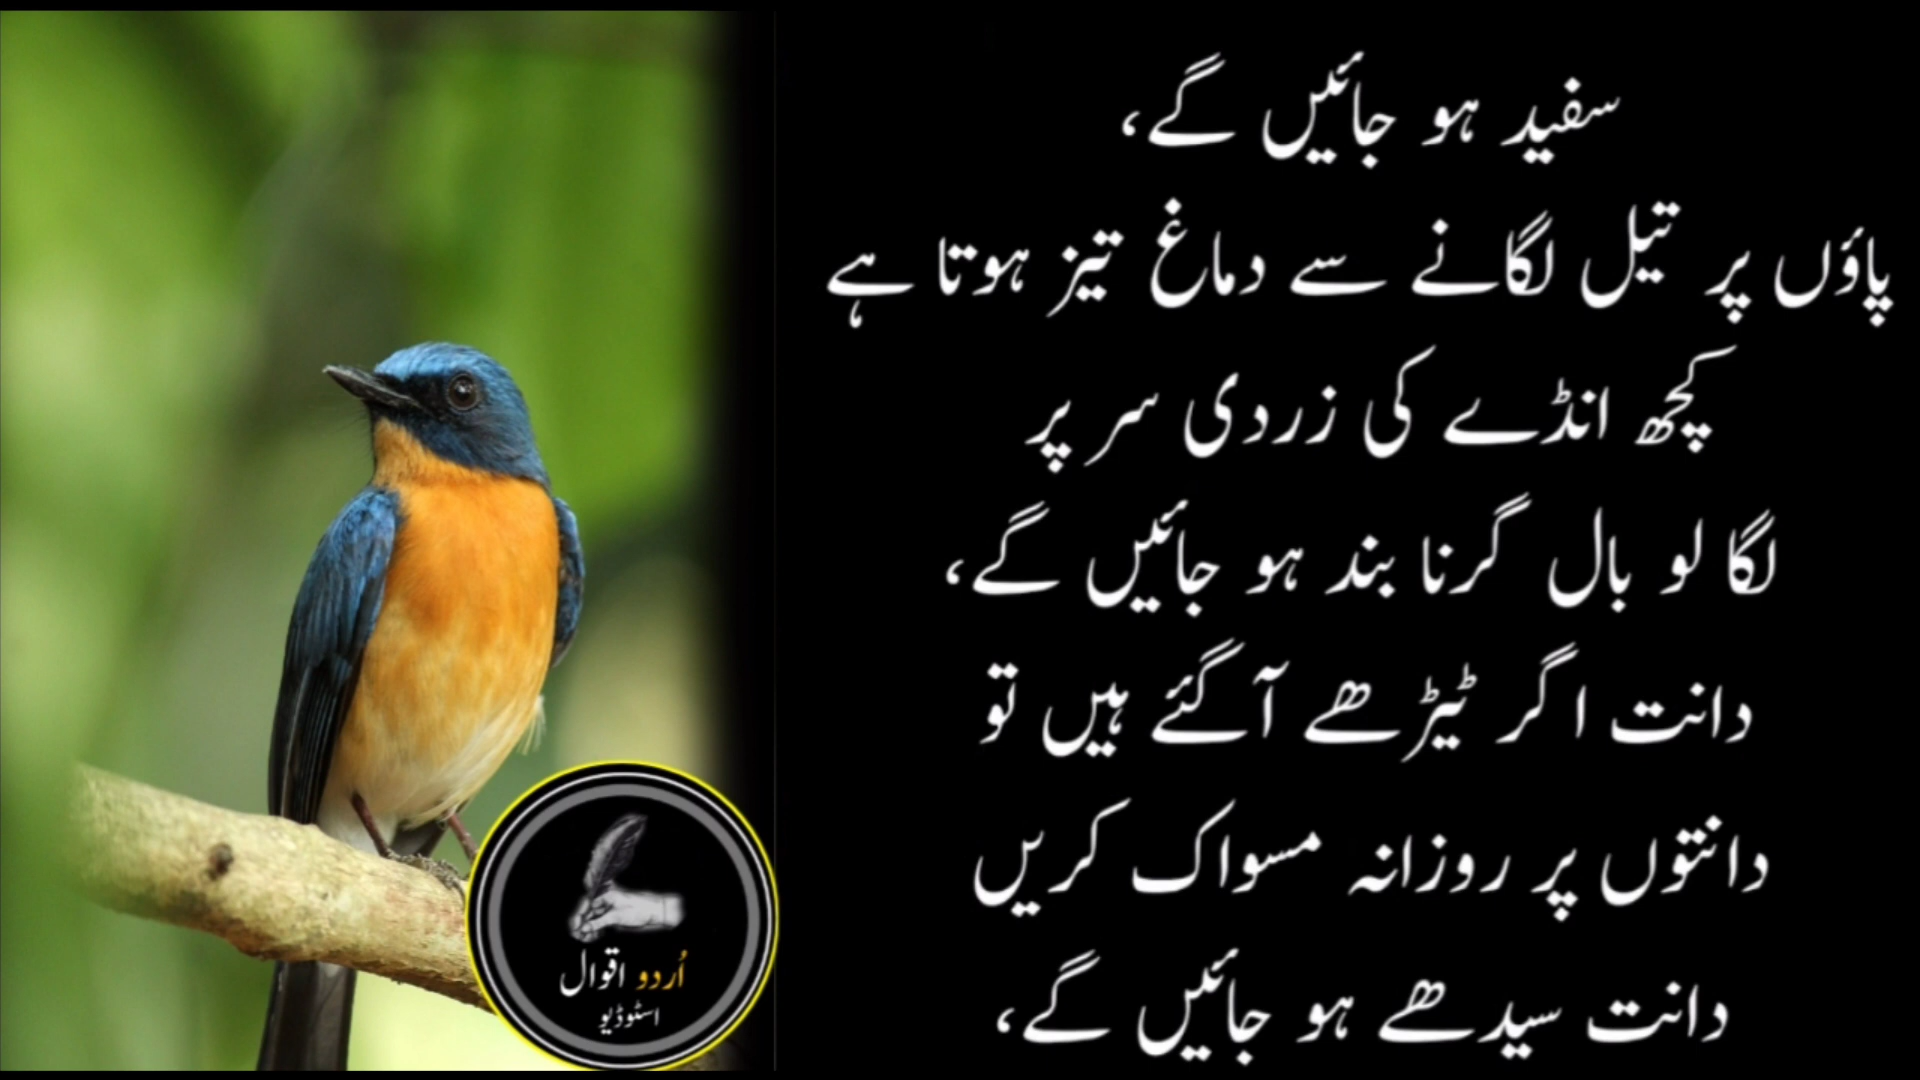 سفید ہو جائیں گے،
پاؤں پر تیل لگانے سے دماغ تیز ہوتا ہے
کچھ انڈے کی زردی سر پر
لگا لو بال گرنا بند ہو جائیں گے،
دانت اگر ٹیڑھے آگئے ہیں تو
دانتوں پر روزانہ مسواک کریں
دانت سیدھے ہو جائیں گے،
اُردو اقوال
اسٹوڈیو